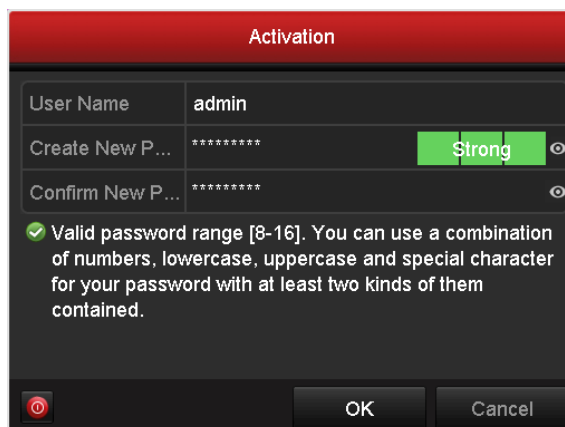 Activation
User Name admin
Create New P... ********* Strong
Confirm New P... *********
Valid password range [8-16]. You can use a combination
of numbers, lowercase, uppercase and special character
for your password with at least two kinds of them
contained.
OK Cancel